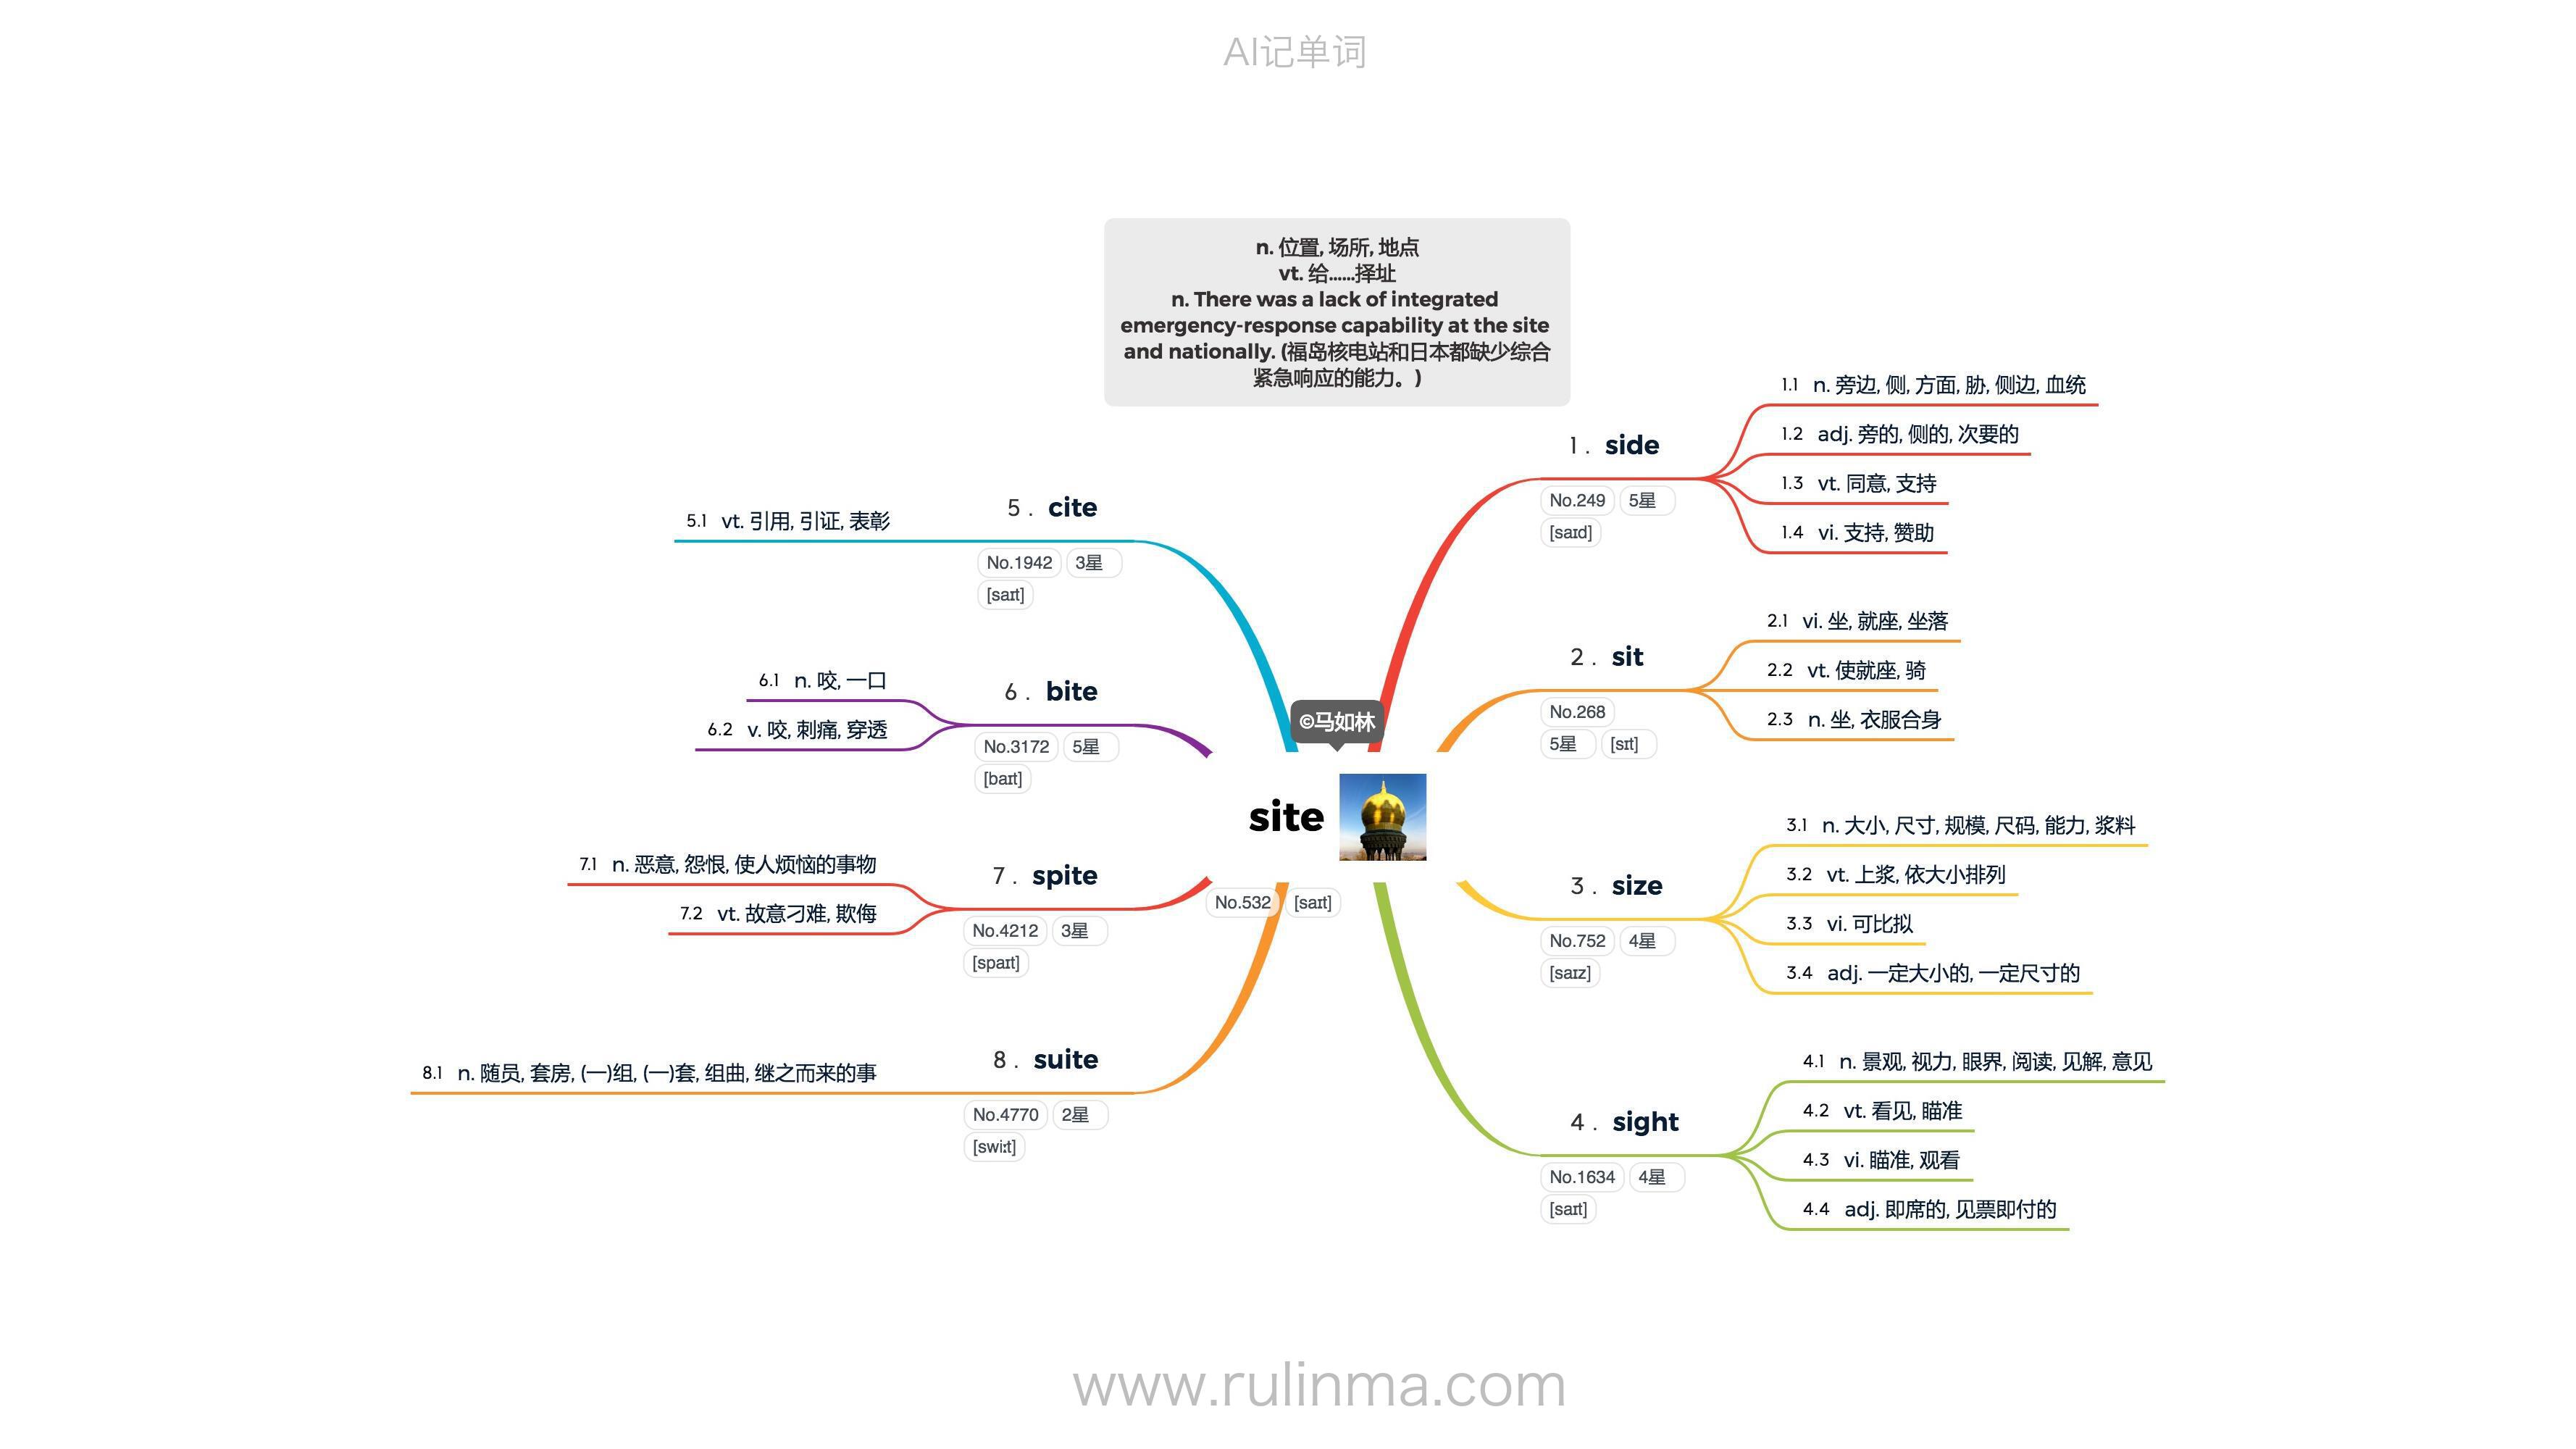 AI记单词
n. 位置, 场所, 地点
vt. 给……择址
n. There was a lack of integrated
emergency-response capability at the site
and nationally. (福岛核电站和日本都缺少综合
紧急响应的能力。)
©马如林
site
No.532 [saɪt]
1 . side
No.249 5星
[saɪd]
1.1 n. 旁边, 侧, 方面, 胁, 侧边, 血统
1.2 adj. 旁的, 侧的, 次要的
1.3 vt. 同意, 支持
1.4 vi. 支持, 赞助
2 . sit
No.268
5星 [sɪt]
2.1 vi. 坐, 就座, 坐落
2.2 vt. 使就座, 骑
2.3 n. 坐, 衣服合身
3 . size
No.752 4星
[saɪz]
3.1 n. 大小, 尺寸, 规模, 尺码, 能力, 浆料
3.2 vt. 上浆, 依大小排列
3.3 vi. 可比拟
3.4 adj. 一定大小的, 一定尺寸的
4 . sight
No.1634 4星
[saɪt]
4.1 n. 景观, 视力, 眼界, 阅读, 见解, 意见
4.2 vt. 看见, 瞄准
4.3 vi. 瞄准, 观看
4.4 adj. 即席的, 见票即付的
5 . cite
No.1942 3星
[saɪt]
5.1 vt. 引用, 引证, 表彰
6 . bite
No.3172 5星
[baɪt]
6.1 n. 咬, 一口
6.2 v. 咬, 刺痛, 穿透
7 . spite
No.4212 3星
[spaɪt]
7.1 n. 恶意, 怨恨, 使人烦恼的事物
7.2 vt. 故意刁难, 欺侮
8 . suite
No.4770 2星
[swiːt]
8.1 n. 随员, 套房, (一)组, (一)套, 组曲, 继之而来的事
www.rulinma.com